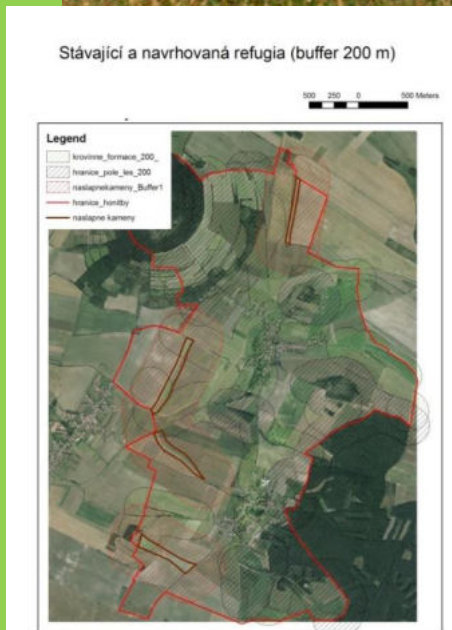 Stávající a navrhovaná refugia (buffer 200 m)
500 250 0 500 Meters
Legend
krovinne_formace_200_
hranice_pole_les_200
naslapnekameny_Buffer1
hranice_honitby
naslapne kameny